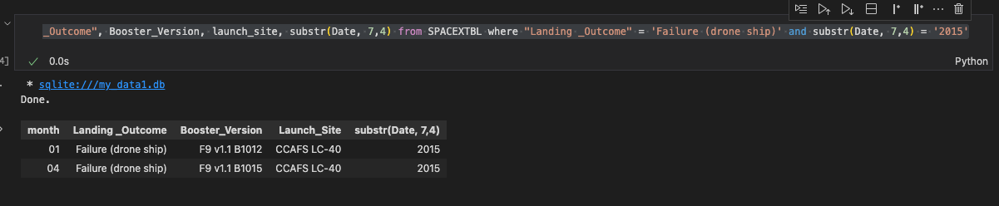 _Outcome", Booster_Version, launch_site, substr(Date, 7,4) from SPACEXTBL where "Landing _Outcome" = 'Failure (drone ship)' and substr(Date, 7,4) = '2015'
4]
0.0s
Python
* sqlite:///my_data1.db
Done.
month Landing _Outcome Booster_Version Launch_Site substr(Date, 7,4)
01 Failure (drone ship) F9 v1.1 B1012 CCAFS LC-40 2015
04 Failure (drone ship) F9 v1.1 B1015 CCAFS LC-40 2015